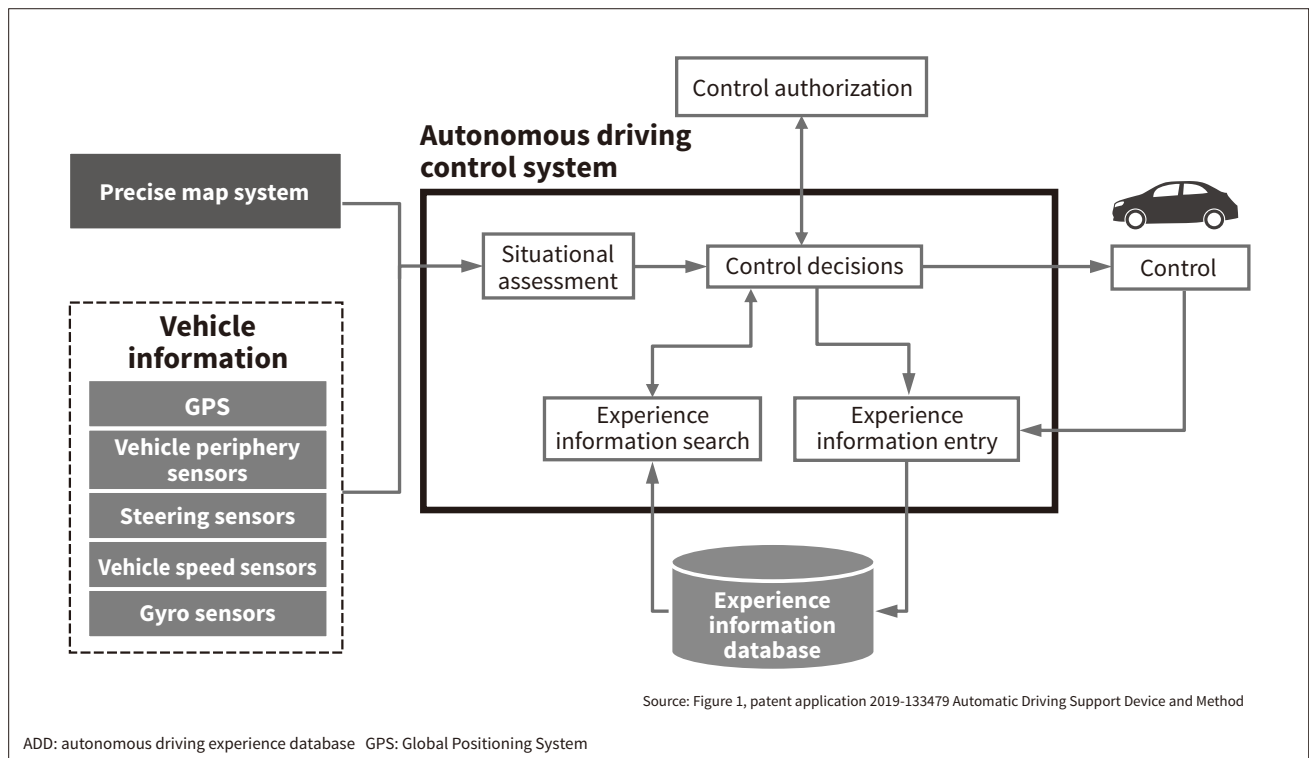 Control authorization
Autonomous driving
control system
Precise map system
Situational
assessment
Control decisions
Control
Vehicle
information
GPS
Vehicle periphery
sensors
Steering sensors
Vehicle speed sensors
Gyro sensors
Experience
information search
Experience
information entry
Experience
information
database
Source: Figure 1, patent application 2019-133479 Automatic Driving Support Device and Method
ADD: autonomous driving experience database GPS: Global Positioning System